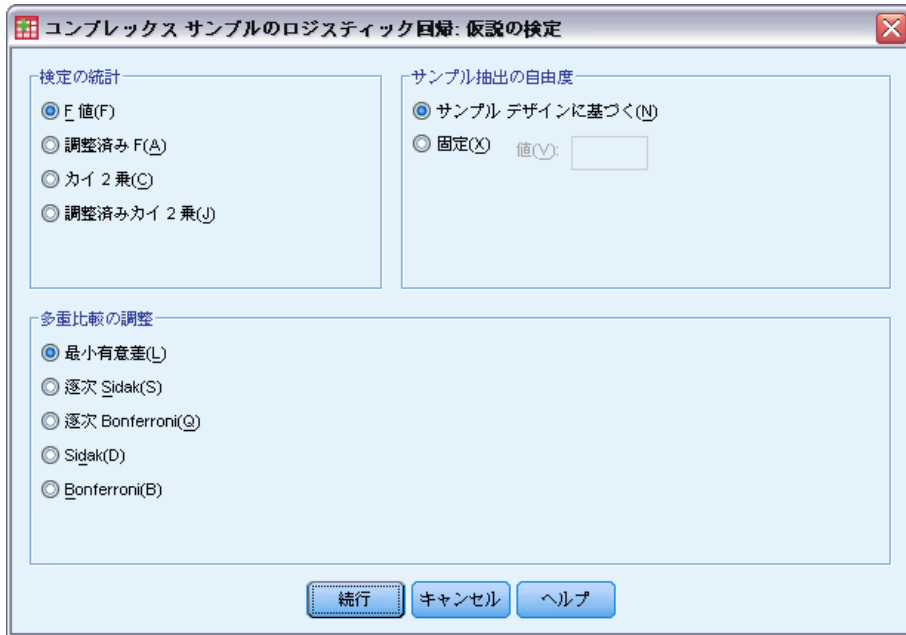 コンプレックス サンプルのロジスティック回帰: 仮説の検定
検定の統計
F 値(F)
調整済み F(A)
カイ 2 乗(C)
調整済みカイ 2 乗(J)
サンプル抽出の自由度
サンプル デザインに基づく(N)
固定(X) 値(V):
多重比較の調整
最小有意差(L)
逐次 Sidak(S)
逐次 Bonferroni(Q)
Sidak(D)
Bonferroni(B)
続行 キャンセル ヘルプ